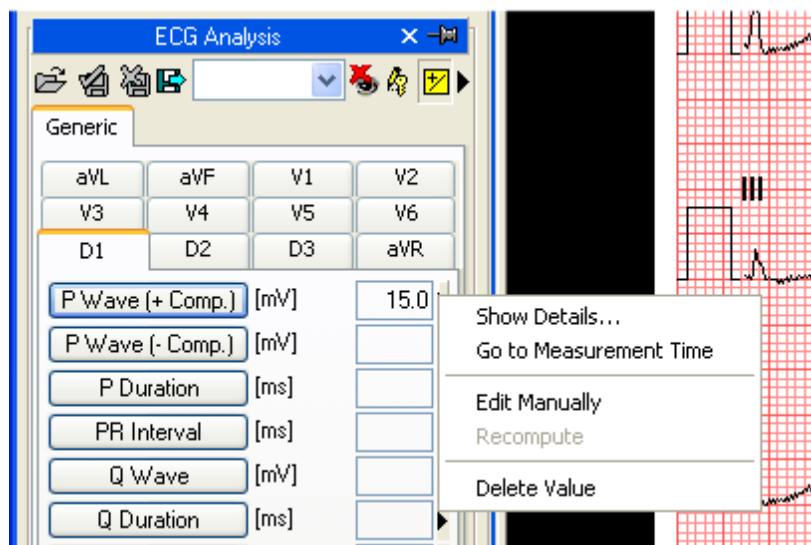 ECG Analysis
Generic
aVL aVF V1 V2
V3 V4 V5 V6
D1 D2 D3 aVR
P Wave (+ Comp.) [mV] 15.0
P Wave (- Comp.) [mV]
P Duration [ms]
PR Interval [ms]
Q Wave [mV]
Q Duration [ms]
Show Details...
Go to Measurement Time
Edit Manually
Recompute
Delete Value
III